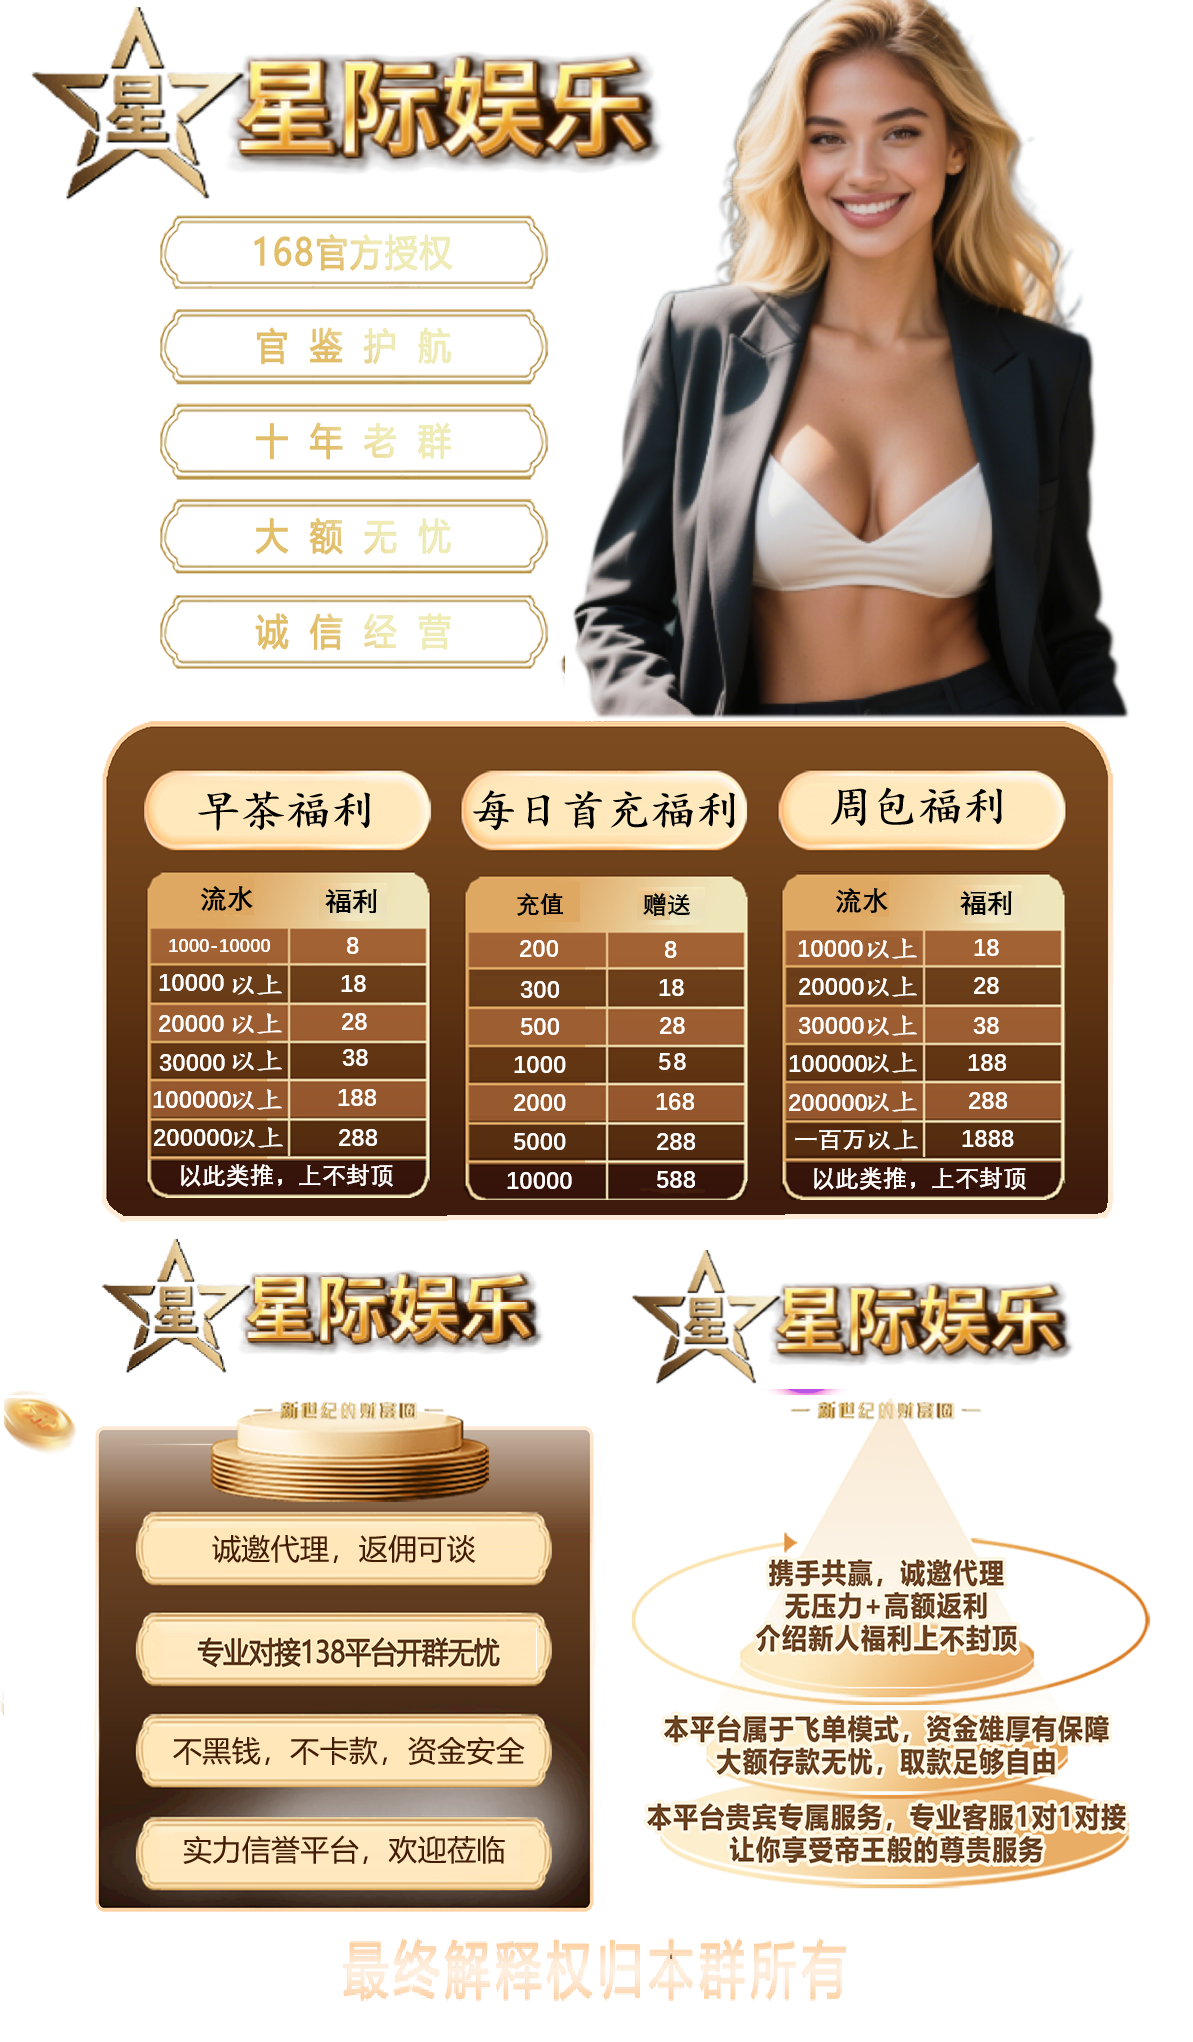 星
星际娱乐
168官方授权
官鉴护航
十年老群
大额无忧
诚信经营
早茶福利
流水 福利
1000-10000 8
10000 以上 18
20000 以上 28
30000 以上 38
100000以上 188
200000以上 288
以此类推，上不封顶
每日首充福利
充值 赠送
200 8
300 18
500 28
1000 58
2000 168
5000 288
10000 588
周包福利
流水 福利
10000以上 18
20000以上 28
30000以上 38
100000以上 188
200000以上 288
一百万以上 1888
以此类推，上不封顶
星
星际娱乐
新世纪的财富圈
诚邀代理，返佣可谈
专业对接138平台开群无忧
不黑钱，不卡款，资金安全
实力信誉平台，欢迎莅临
星
星际娱乐
新世纪的财富圈
携手共赢，诚邀代理
无压力+高额返利
介绍新人福利上不封顶
本平台属于飞单模式，资金雄厚有保障
大额存款无忧，取款足够自由
本平台贵宾专属服务，专业客服1对1对接
让你享受帝王般的尊贵服务
最终解释权归本群所有